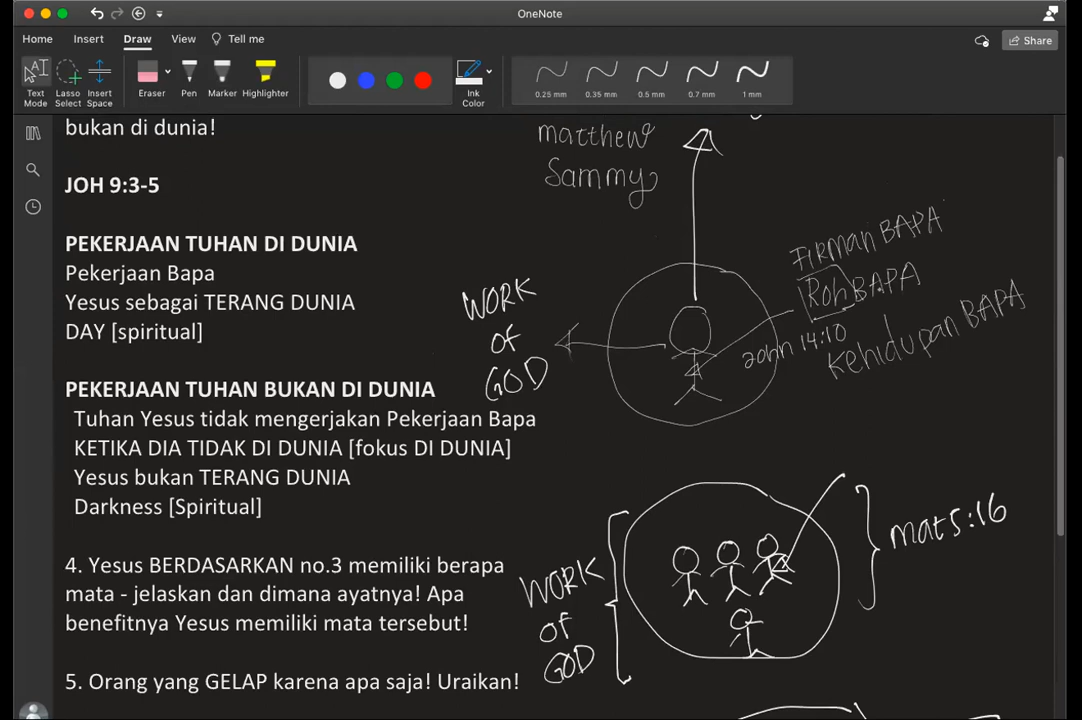 OneNote
Home Insert Draw View Tell me
Share
Text Mode
Lasso Select
Insert Space
Eraser
Pen
Marker
Highlighter
Ink Color
0.25 mm 0.35 mm 0.5 mm 0.7 mm 1 mm
bukan di dunia!
JOH 9:3-5
PEKERJAAN TUHAN DI DUNIA
Pekerjaan Bapa
Yesus sebagai TERANG DUNIA
DAY [spiritual]
PEKERJAAN TUHAN BUKAN DI DUNIA
Tuhan Yesus tidak mengerjakan Pekerjaan Bapa
KETIKA DIA TIDAK DI DUNIA [fokus DI DUNIA]
Yesus bukan TERANG DUNIA
Darkness [Spiritual]
4. Yesus BERDASARKAN no.3 memiliki berapa
mata - jelaskan dan dimana ayatnya! Apa
benefitnya Yesus memiliki mata tersebut!
5. Orang yang GELAP karena apa saja! Uraikan!
matthew
Sammy
FIRMAN BAPA
Roh BAPA
John 14:10
Kehidupan BAPA
WORK
of
GOD
mat 5:16
WORK
of
GOD